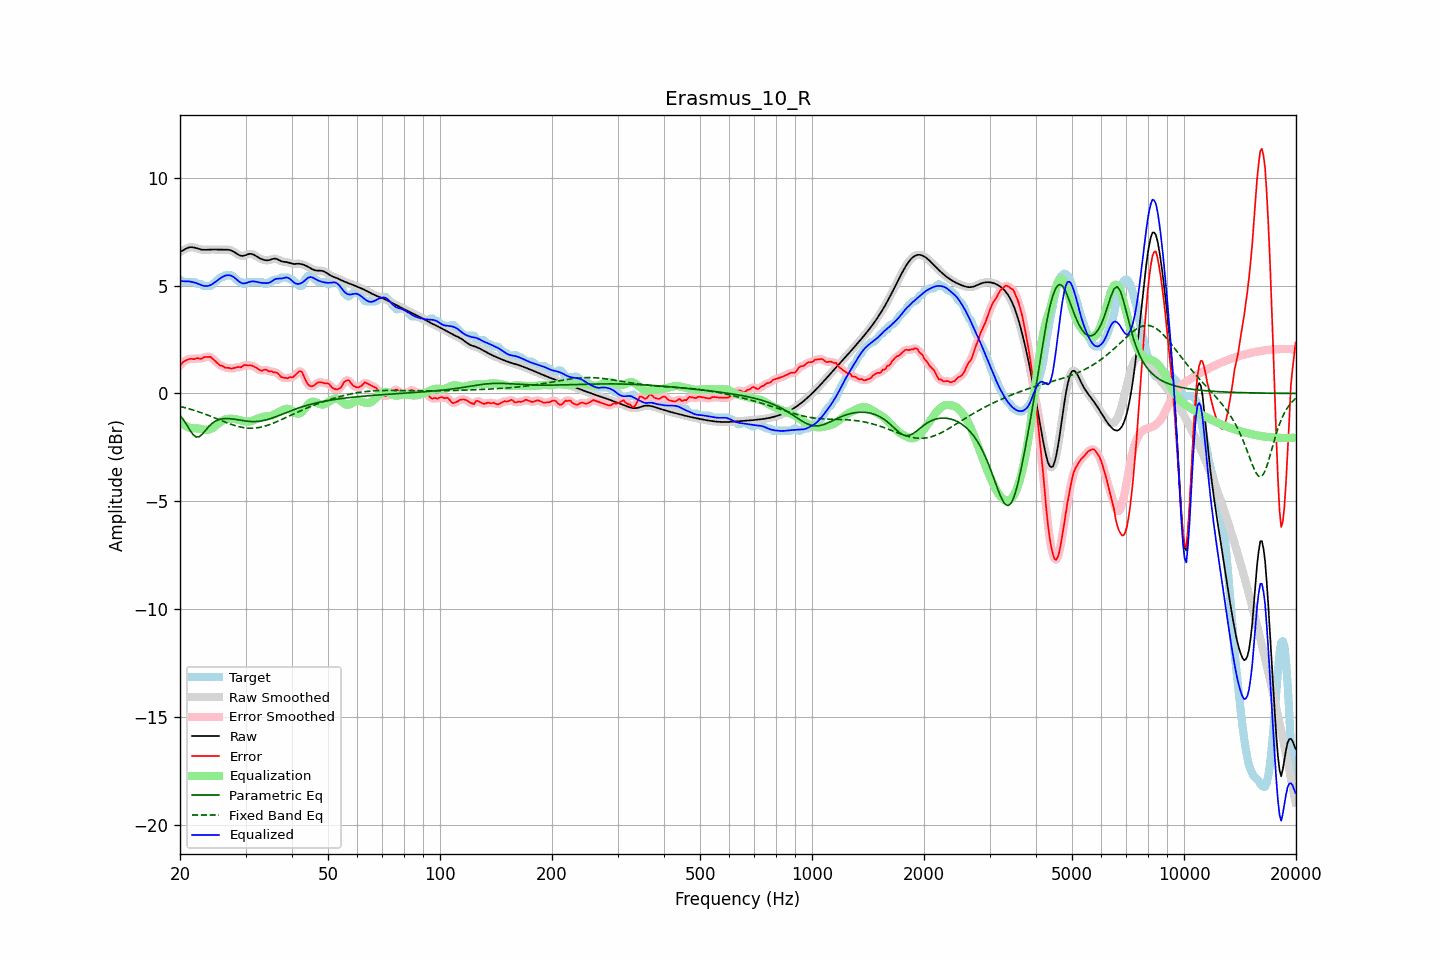 Erasmus_10_R
Amplitude (dBr)
10
5
0
−5
−10
−15
−20
Target
Raw Smoothed
Error Smoothed
Raw
Error
Equalization
Parametric Eq
Fixed Band Eq
Equalized
20 50 100 200 500 1000 2000 5000 10000 20000
Frequency (Hz)